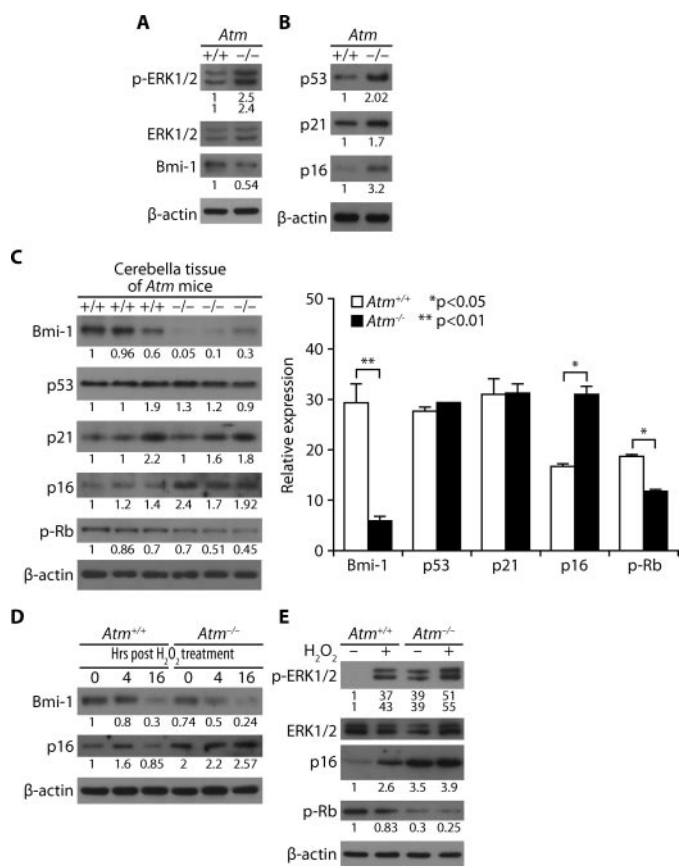 A
Atm
+/+ –/–
p-ERK1/2
1 2.5
1 2.4
ERK1/2
Bmi-1
1 0.54
β-actin
B
Atm
+/+ –/–
p53
1 2.02
p21
1 1.7
p16
1 3.2
β-actin
C
Cerebella tissue
of Atm mice
+/+ +/+ +/+ –/– –/– –/–
Bmi-1
1 0.96 0.6 0.05 0.1 0.3
p53
1 1 1.9 1.3 1.2 0.9
p21
1 1 2.2 1 1.6 1.8
p16
1 1.2 1.4 2.4 1.7 1.92
p-Rb
1 0.86 0.7 0.7 0.51 0.45
β-actin
Relative expression
50
40
30
20
10
0
Atm+/+ *p<0.05
Atm–/– ** p<0.01
** * *
Bmi-1 p53 p21 p16 p-Rb
D
Atm+/+ Atm–/–
Hrs post H2O2 treatment
0 4 16 0 4 16
Bmi-1
1 0.8 0.3 0.74 0.5 0.24
p16
1 1.6 0.85 2 2.2 2.57
β-actin
E
Atm+/+ Atm–/–
H2O2 – + – +
p-ERK1/2
1 37 39 51
1 43 39 55
ERK1/2
p16
1 2.6 3.5 3.9
p-Rb
1 0.83 0.3 0.25
β-actin